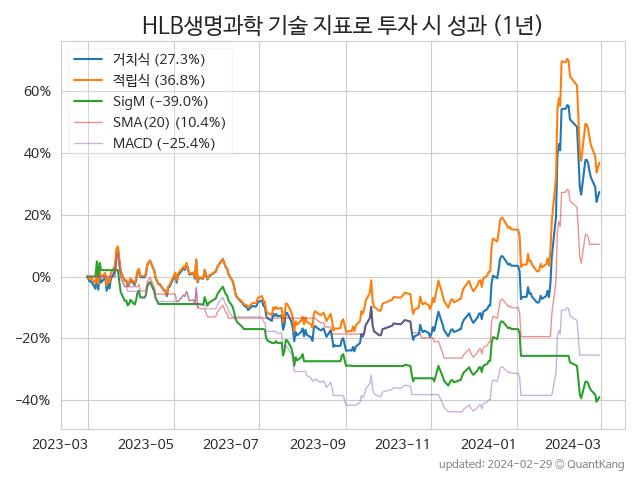 HLB생명과학 기술 지표로 투자 시 성과 (1년)
거치식 (27.3%)
적립식 (36.8%)
SigM (−39.0%)
SMA(20) (10.4%)
MACD (−25.4%)
60%
40%
20%
0%
−20%
−40%
2023-03 2023-05 2023-07 2023-09 2023-11 2024-01 2024-03
updated: 2024-02-29 © QuantKang